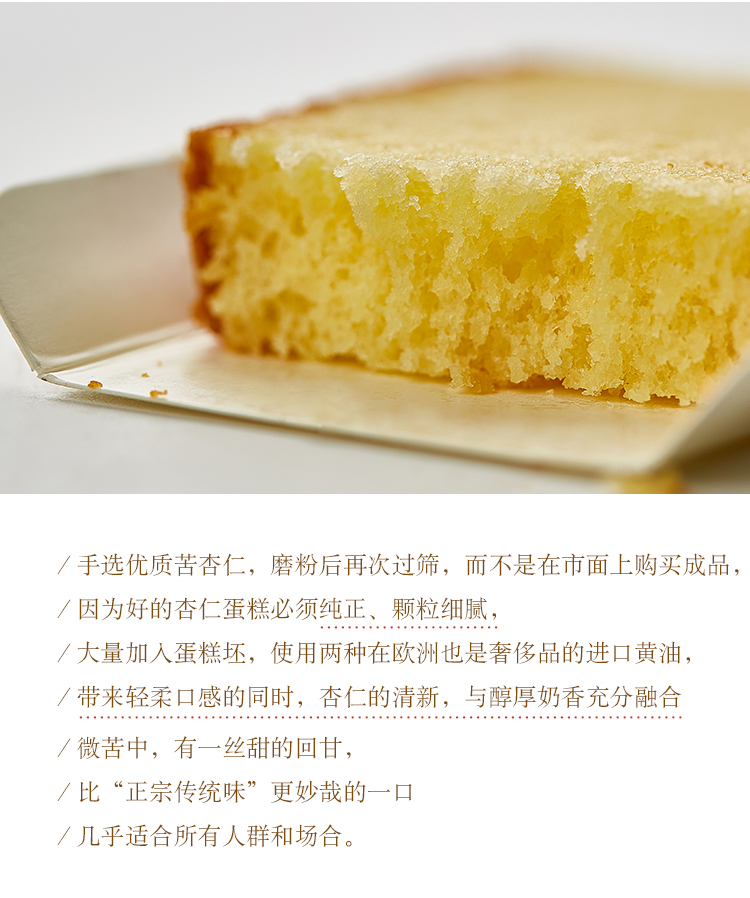 / 手选优质苦杏仁，磨粉后再次过筛，而不是在市面上购买成品，
/ 因为好的杏仁蛋糕必须纯正、颗粒细腻，
/ 大量加入蛋糕坯，使用两种在欧洲也是奢侈品的进口黄油，
/ 带来轻柔口感的同时，杏仁的清新，与醇厚奶香充分融合
/ 微苦中，有一丝甜的回甘，
/ 比“正宗传统味”更妙哉的一口
/ 几乎适合所有人群和场合。